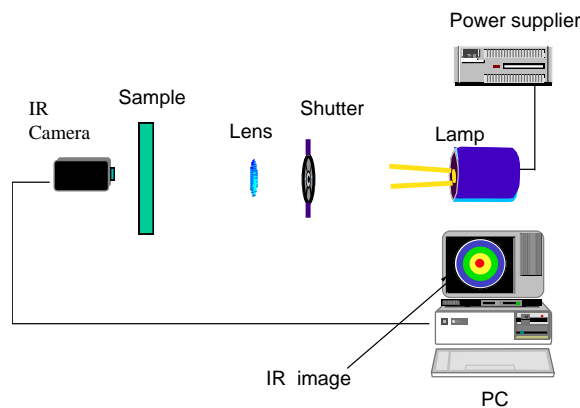 Power supplier
Sample
IR
Camera
Shutter
Lens
Lamp
IR image
PC